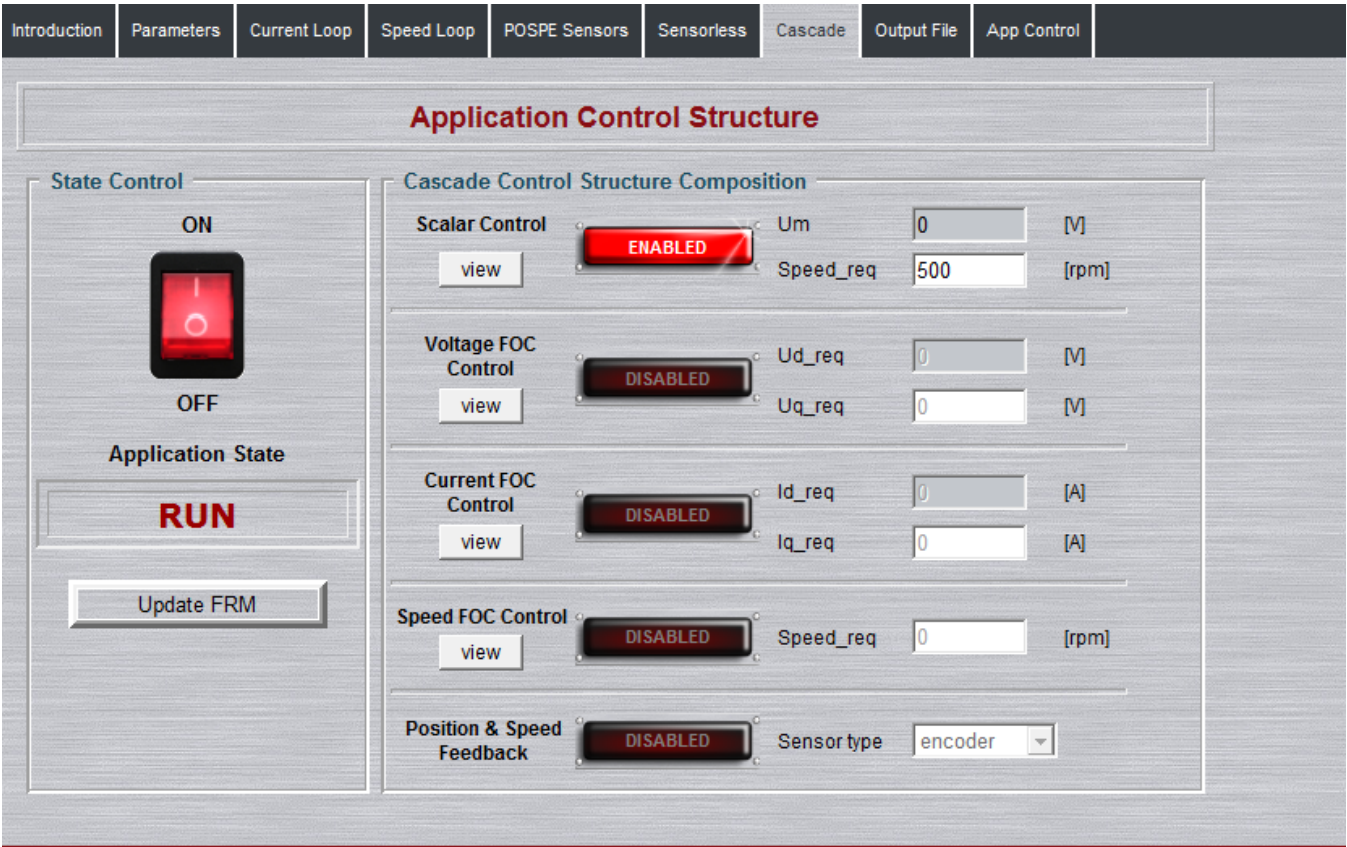 Introduction Parameters Current Loop Speed Loop POSPE Sensors Sensorless Cascade Output File App Control
Application Control Structure
State Control
ON
OFF
Application State
RUN
Update FRM
Cascade Control Structure Composition
Scalar Control
view
ENABLED
Um 0 [V]
Speed_req 500 [rpm]
Voltage FOC
Control
view
DISABLED
Ud_req 0 [V]
Uq_req 0 [V]
Current FOC
Control
view
DISABLED
Id_req 0 [A]
Iq_req 0 [A]
Speed FOC Control
view
DISABLED
Speed_req 0 [rpm]
Position & Speed
Feedback
DISABLED
Sensor type encoder